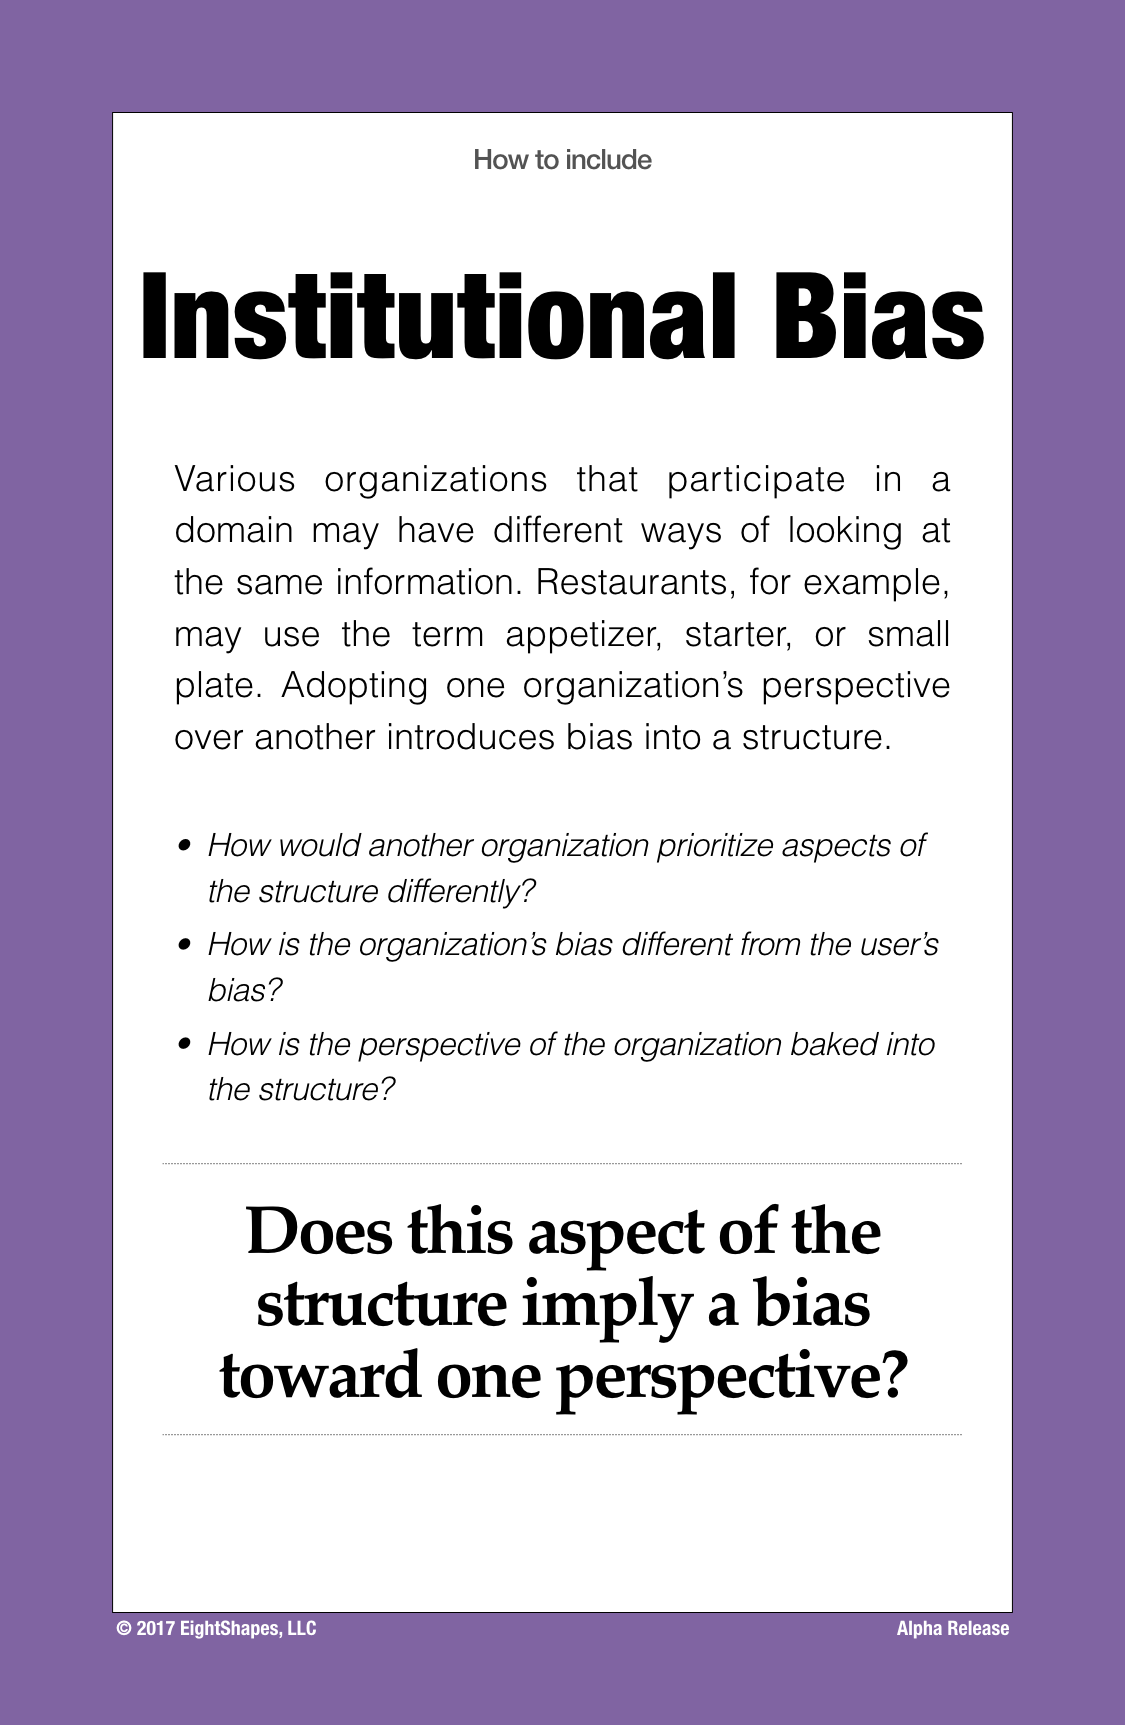 How to include
Institutional Bias
Various organizations that participate in a
domain may have different ways of looking at
the same information. Restaurants, for example,
may use the term appetizer, starter, or small
plate. Adopting one organization’s perspective
over another introduces bias into a structure.
• How would another organization prioritize aspects of
the structure differently?
• How is the organization’s bias different from the user’s
bias?
• How is the perspective of the organization baked into
the structure?
Does this aspect of the
structure imply a bias
toward one perspective?
© 2017 EightShapes, LLC
Alpha Release